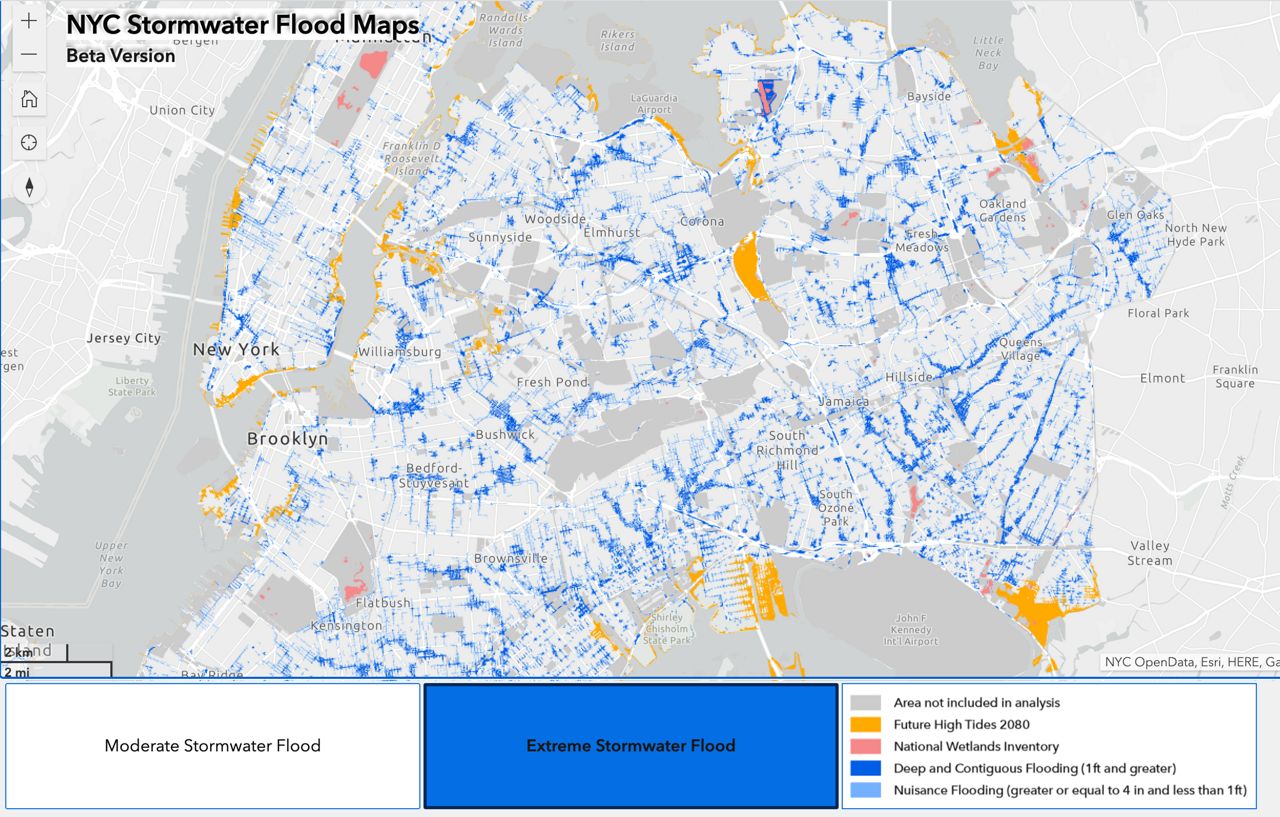 NYC Stormwater Flood Maps
Beta Version
Bergen
Manhattan
Randalls-
Wards
Island
Rikers
Island
Little
Neck
Bay
Union City
LaGuardia
Airport
Bayside
Franklin D
Roosevelt
Island
Woodside
Sunnyside
Elmhurst
Corona
Oakland
Gardens
Fresh
Meadows
Glen Oaks
North New
Hyde Park
Floral Park
Jersey City
New York
Williamsburg
Queens
Village
est
gen
Liberty
State Park
Fresh Pond
Hillside
Elmont
Franklin
Square
Jamaica
Brooklyn
Bushwick
South
Richmond
Hill
Bedford-
Stuyvesant
South
Ozone
Park
Motts Creek
Upper
New
York
Bay
Brownsville
Valley
Stream
Flatbush
Kensington
Shirley
Chisholm
State Park
John F
Kennedy
Int'l Airport
Staten
Island
2 km
2 mi
Bay Ridge
NYC OpenData, Esri, HERE, Ga
Moderate Stormwater Flood
Extreme Stormwater Flood
Area not included in analysis
Future High Tides 2080
National Wetlands Inventory
Deep and Contiguous Flooding (1ft and greater)
Nuisance Flooding (greater or equal to 4 in and less than 1ft)